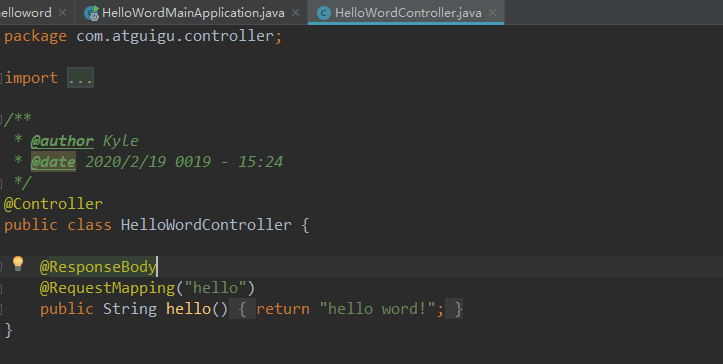 elloword HelloWordMainApplication.java HelloWordController.java
package com.atguigu.controller;
import ...
/**
* @author Kyle
* @date 2020/2/19 0019 - 15:24
*/
@Controller
public class HelloWordController {
@ResponseBody
@RequestMapping("hello")
public String hello() { return "hello word!"; }
}